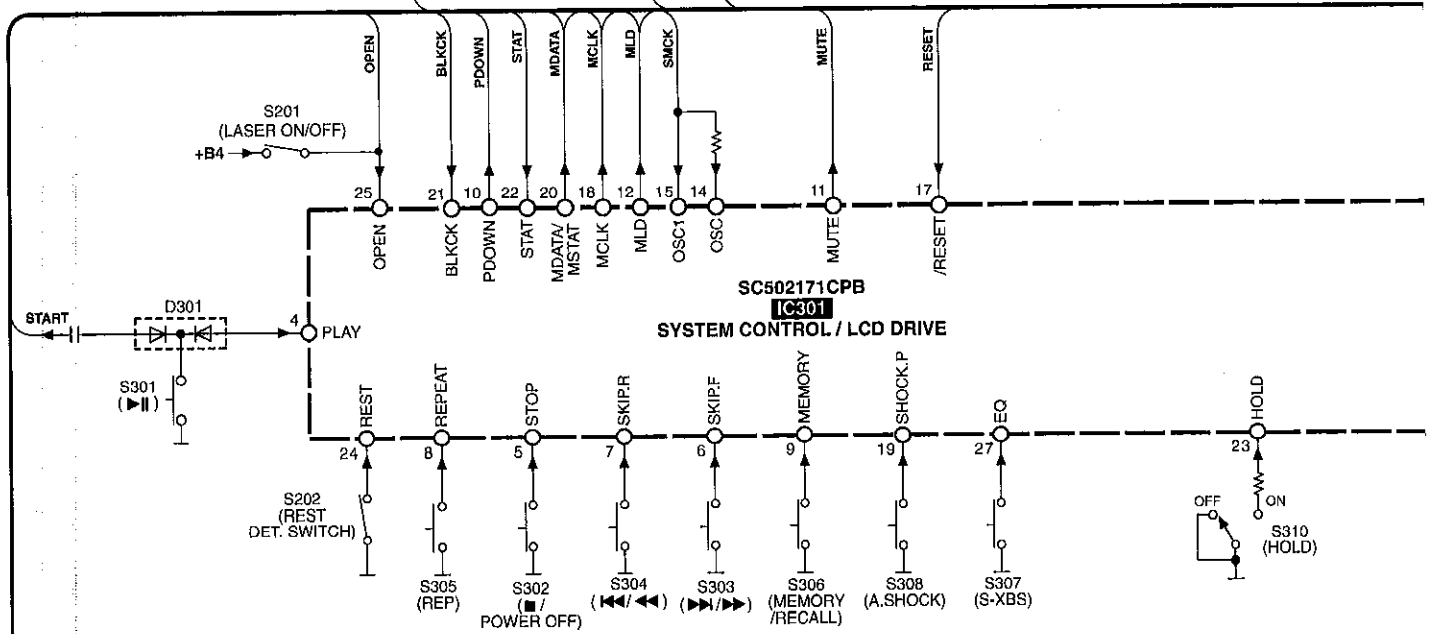 OPEN
BLKCK
PDOWN
STAT
MDATA
MCLK
MLD
SMCK
MUTE
RESET
S201
(LASER ON/OFF)
+B4
25
21
10
22
20
18
12
15
14
11
17
OPEN
BLKCK
PDOWN
STAT
MDATA/
MSTAT
MCLK
MLD
OSC1
OSC
MUTE
/RESET
SC502171CPB
IC301
SYSTEM CONTROL / LCD DRIVE
START
D301
4
PLAY
S301
(►II)
REST
REPEAT
STOP
SKIP.R
SKIP.F
MEMORY
SHOCK.P
EQ
HOLD
24
8
5
7
6
9
19
27
23
S202
(REST
DET. SWITCH)
S305
(REP)
S302
(■/
POWER OFF)
S304
(I◄◄/◄◄)
S303
(►►I/►►)
S306
(MEMORY
/RECALL)
S308
(A.SHOCK)
S307
(S-XBS)
OFF
ON
S310
(HOLD)